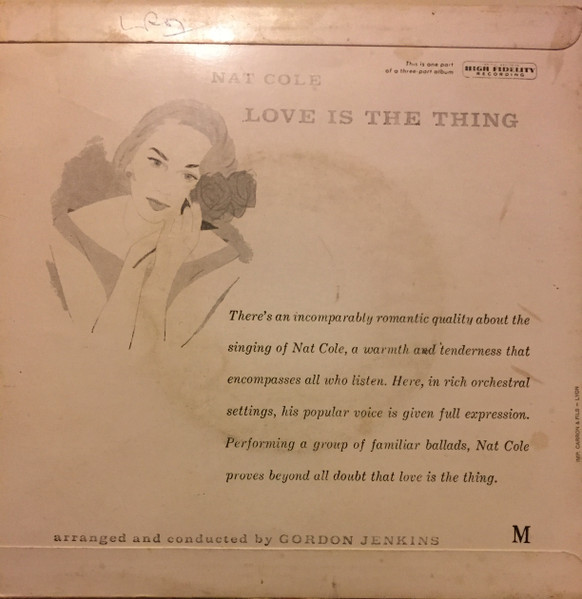 This is one part
of a three-part album
HIGH FIDELITY
RECORDING
NAT COLE
LOVE IS THE THING
There's an incomparably romantic quality about the
singing of Nat Cole, a warmth and tenderness that
encompasses all who listen. Here, in rich orchestral
settings, his popular voice is given full expression.
Performing a group of familiar ballads, Nat Cole
proves beyond all doubt that love is the thing.
arranged and conducted by GORDON JENKINS
M